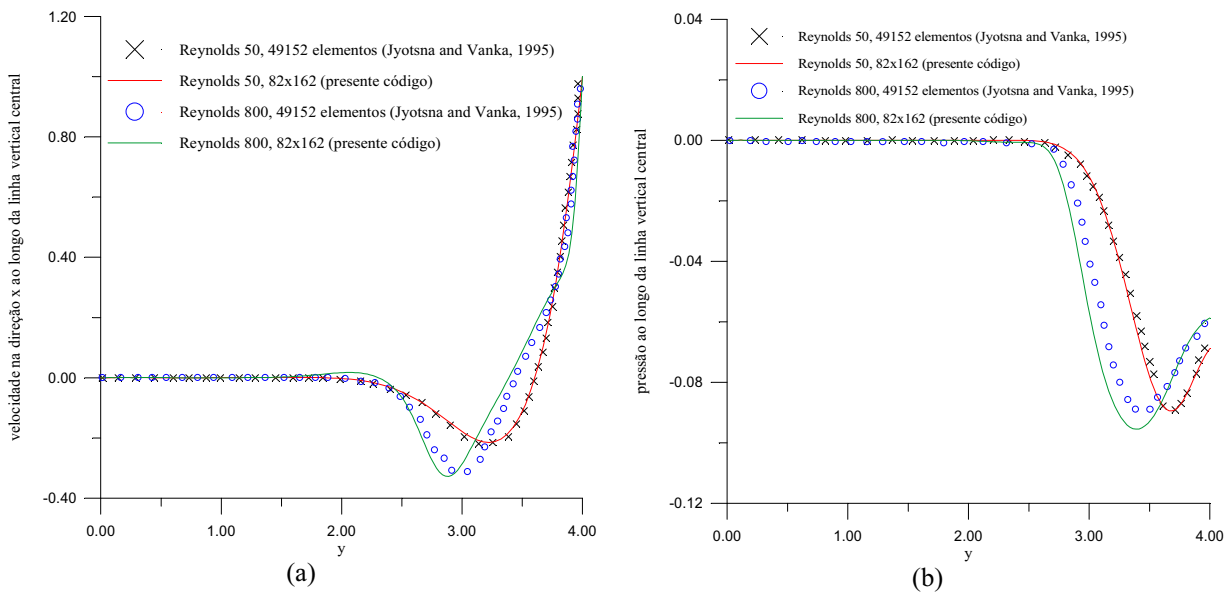 1.20
0.80
0.40
0.00
-0.40
velocidade na direção x ao longo da linha vertical central
Reynolds 50, 49152 elementos (Jyotsna and Vanka, 1995)
Reynolds 50, 82x162 (presente código)
Reynolds 800, 49152 elementos (Jyotsna and Vanka, 1995)
Reynolds 800, 82x162 (presente código)
0.00 1.00 2.00 3.00 4.00
y
(a)
0.04
0.00
-0.04
-0.08
-0.12
pressão ao longo da linha vertical central
Reynolds 50, 49152 elementos (Jyotsna and Vanka, 1995)
Reynolds 50, 82x162 (presente código)
Reynolds 800, 49152 elementos (Jyotsna and Vanka, 1995)
Reynolds 800, 82x162 (presente código)
0.00 1.00 2.00 3.00 4.00
y
(b)